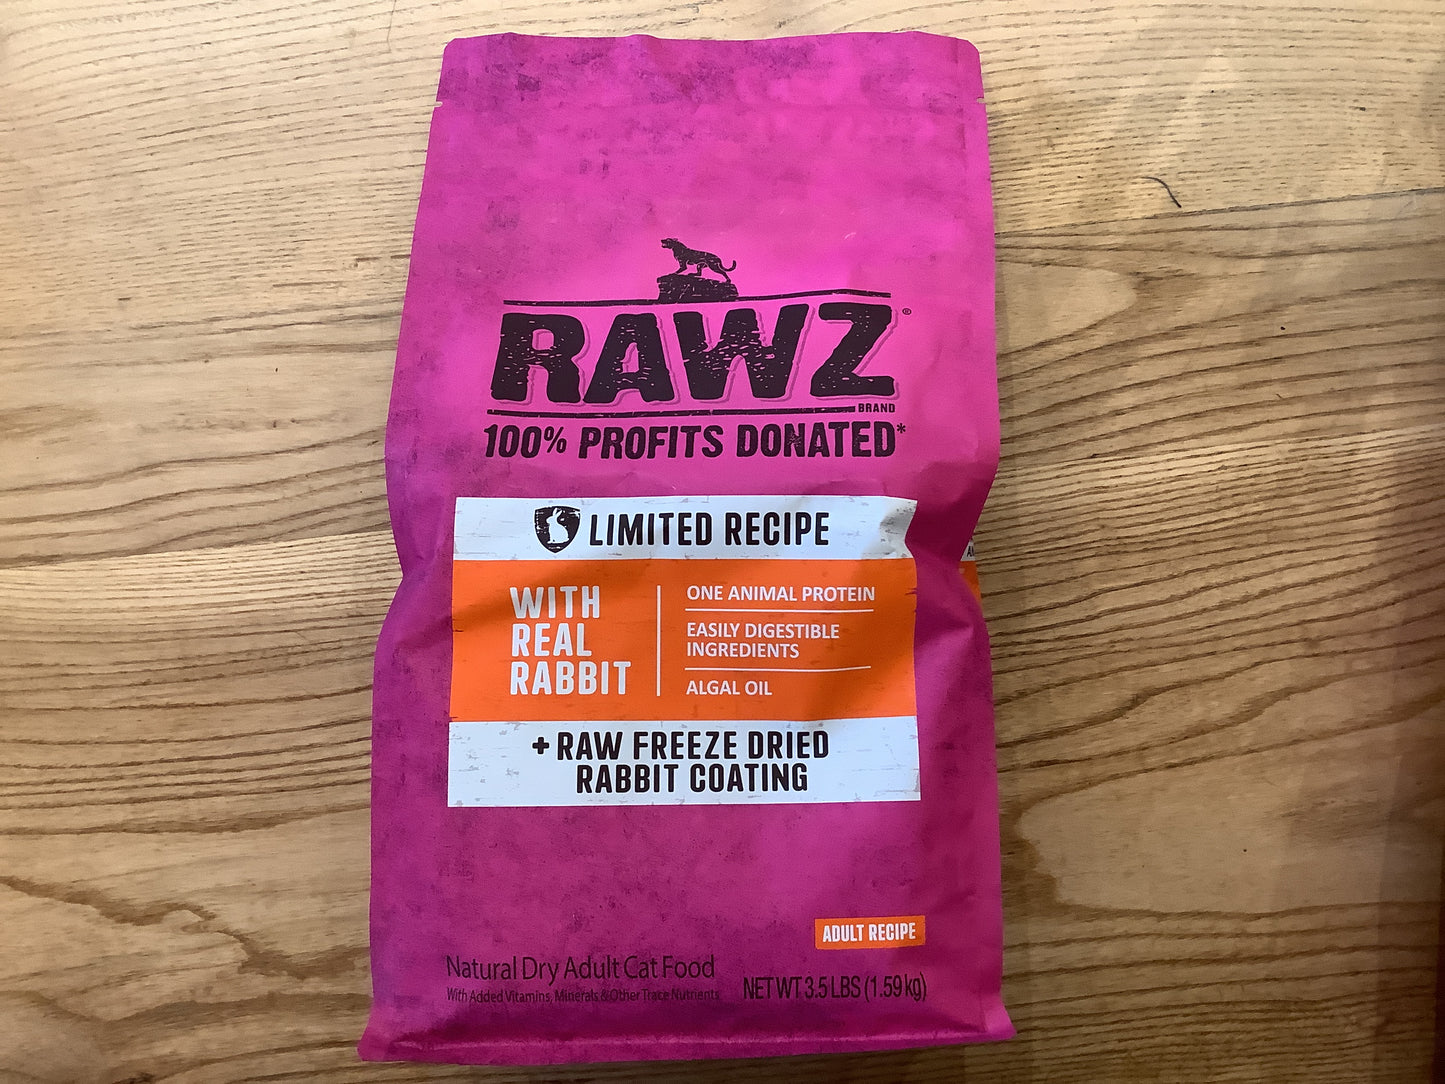 RAWZ®
BRAND
100% PROFITS DONATED*
LIMITED RECIPE
WITH
REAL
RABBIT
ONE ANIMAL PROTEIN
EASILY DIGESTIBLE
INGREDIENTS
ALGAL OIL
+ RAW FREEZE DRIED
RABBIT COATING
ADULT RECIPE
Natural Dry Adult Cat Food
With Added Vitamins, Minerals & Other Trace Nutrients
NET WT 3.5 LBS (1.59 kg)